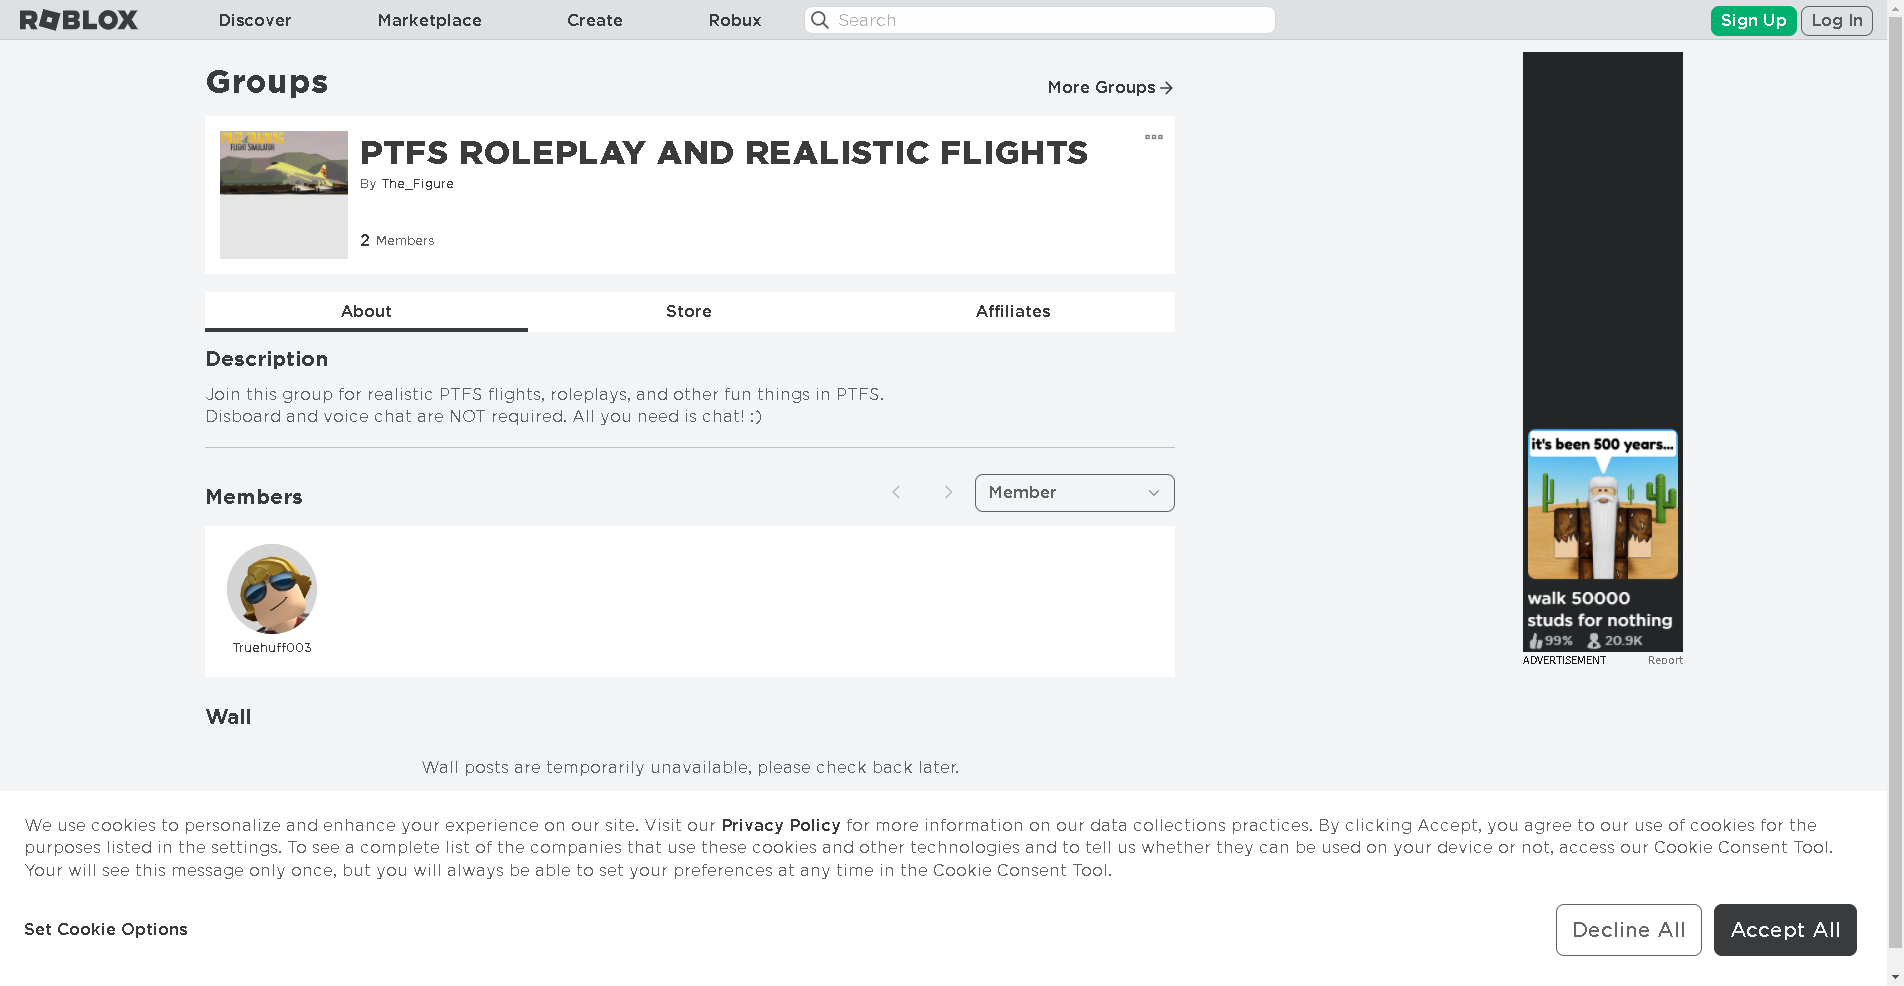 ROBLOX
Discover
Marketplace
Create
Robux
Search
Sign Up
Log In
Groups
More Groups
PILOT TRAINING
FLIGHT SIMULATOR
PTFS ROLEPLAY AND REALISTIC FLIGHTS
By The_Figure
2 Members
About
Store
Affiliates
Description
Join this group for realistic PTFS flights, roleplays, and other fun things in PTFS.
Disboard and voice chat are NOT required. All you need is chat! :)
Members
Member
Truehuff003
Wall
Wall posts are temporarily unavailable, please check back later.
it's been 500 years...
walk 50000
studs for nothing
99% 20.9K
ADVERTISEMENT
Report
We use cookies to personalize and enhance your experience on our site. Visit our Privacy Policy for more information on our data collections practices. By clicking Accept, you agree to our use of cookies for the
purposes listed in the settings. To see a complete list of the companies that use these cookies and other technologies and to tell us whether they can be used on your device or not, access our Cookie Consent Tool.
Your will see this message only once, but you will always be able to set your preferences at any time in the Cookie Consent Tool.
Set Cookie Options
Decline All
Accept All